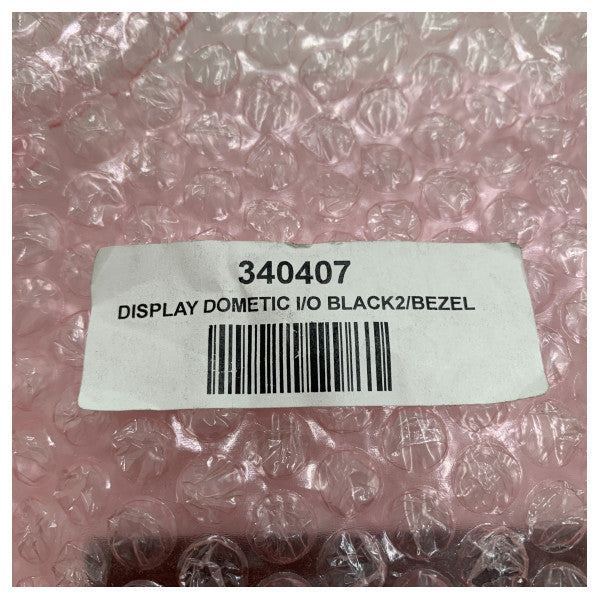 340407
DISPLAY DOMETIC I/O BLACK2/BEZEL